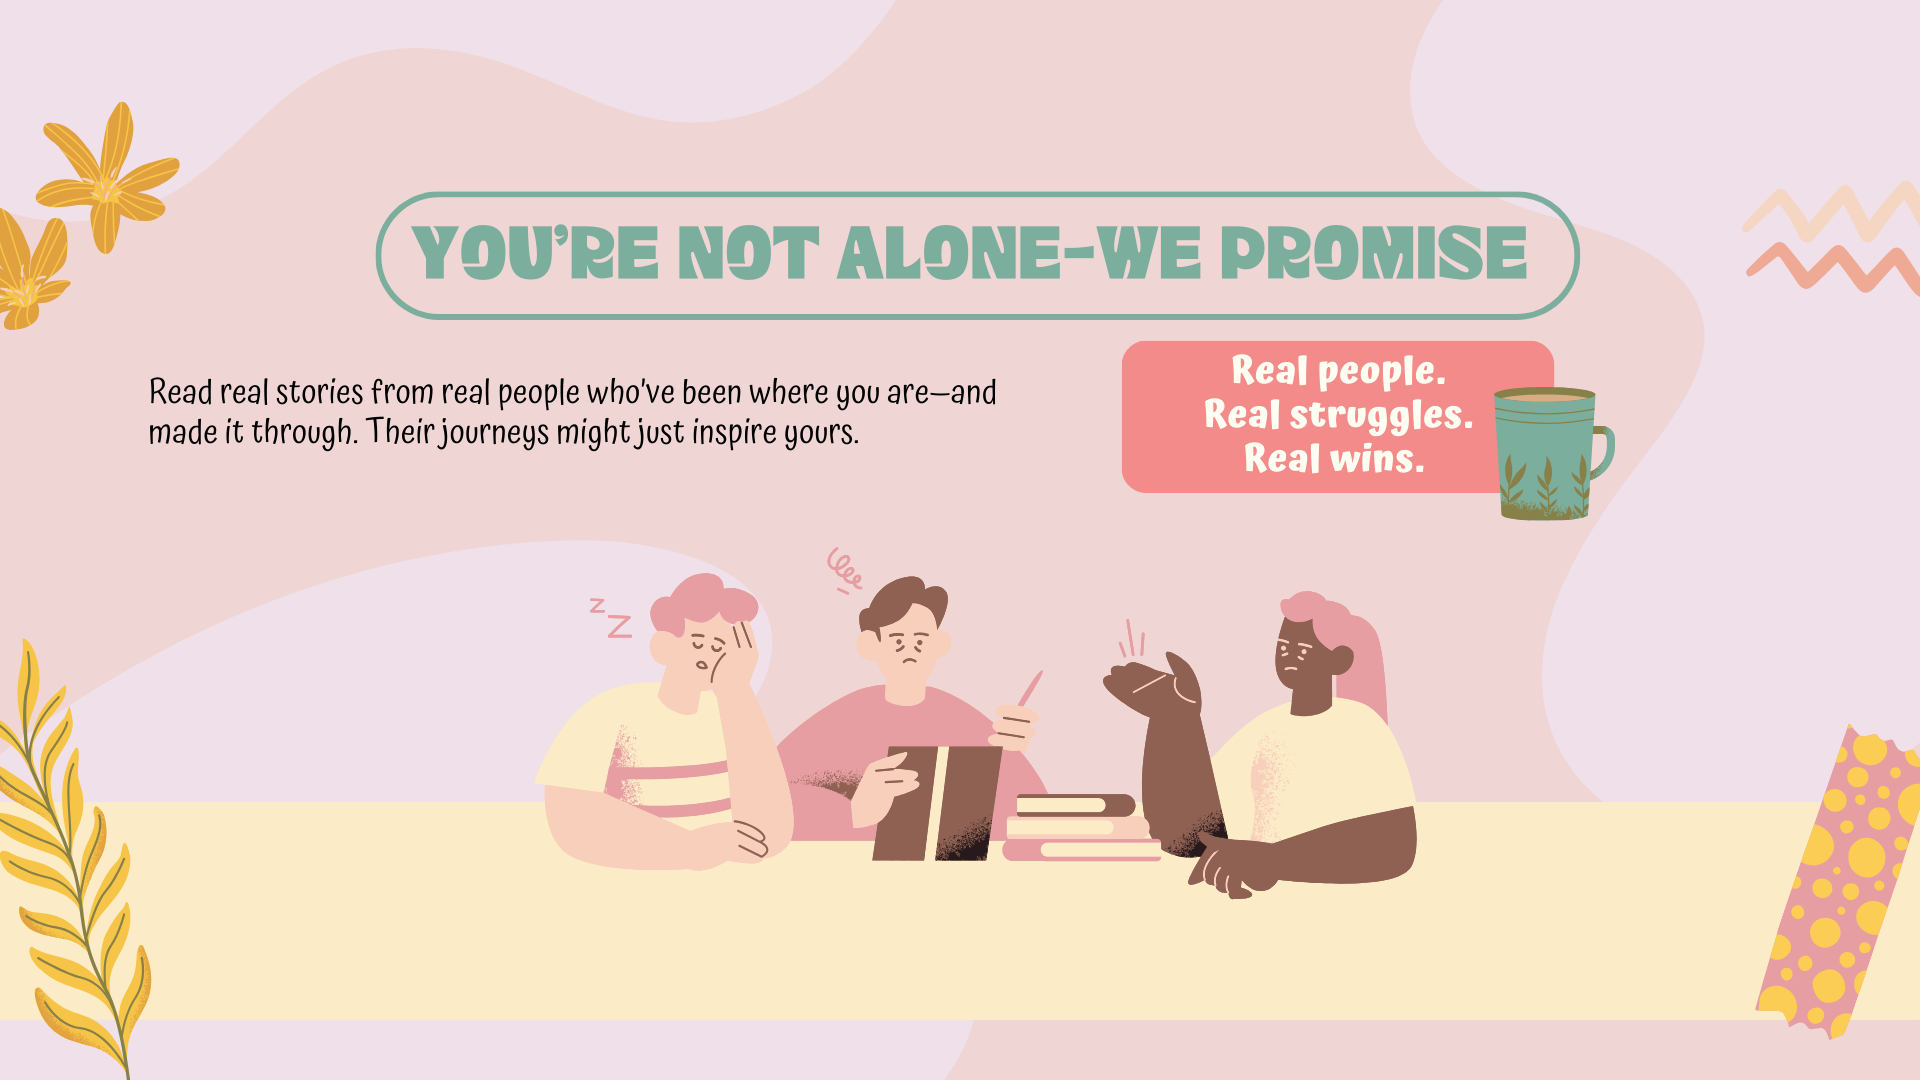 YOU'RE NOT ALONE-WE PROMISE
Read real stories from real people who've been where you are—and
made it through. Their journeys might just inspire yours.
Real people.
Real struggles.
Real wins.
z
Z